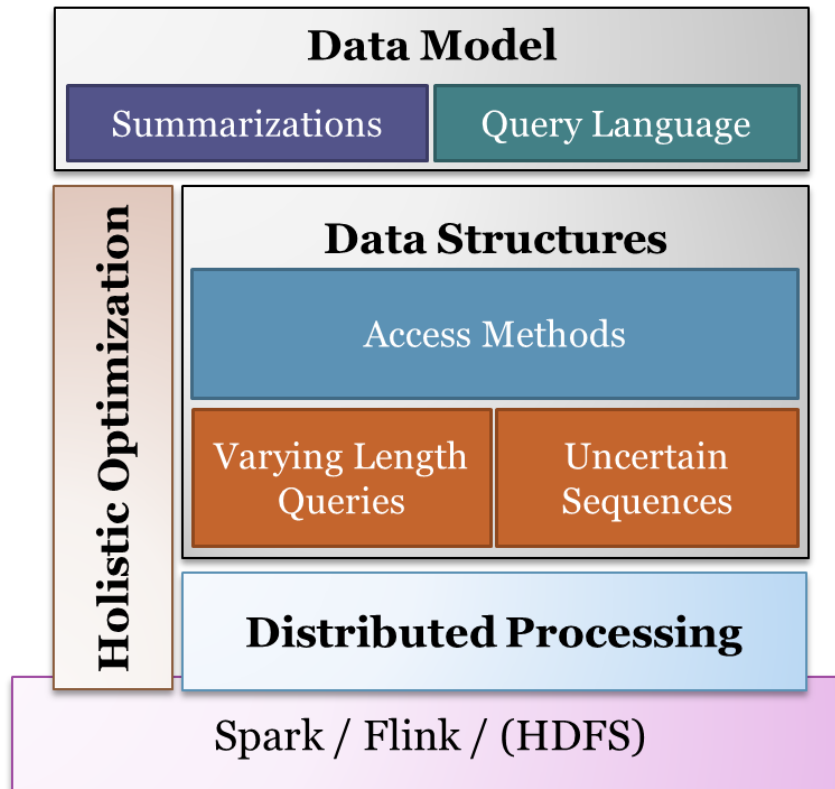 Data Model
Summarizations
Query Language
Holistic Optimization
Data Structures
Access Methods
Varying Length
Queries
Uncertain
Sequences
Distributed Processing
Spark / Flink / (HDFS)